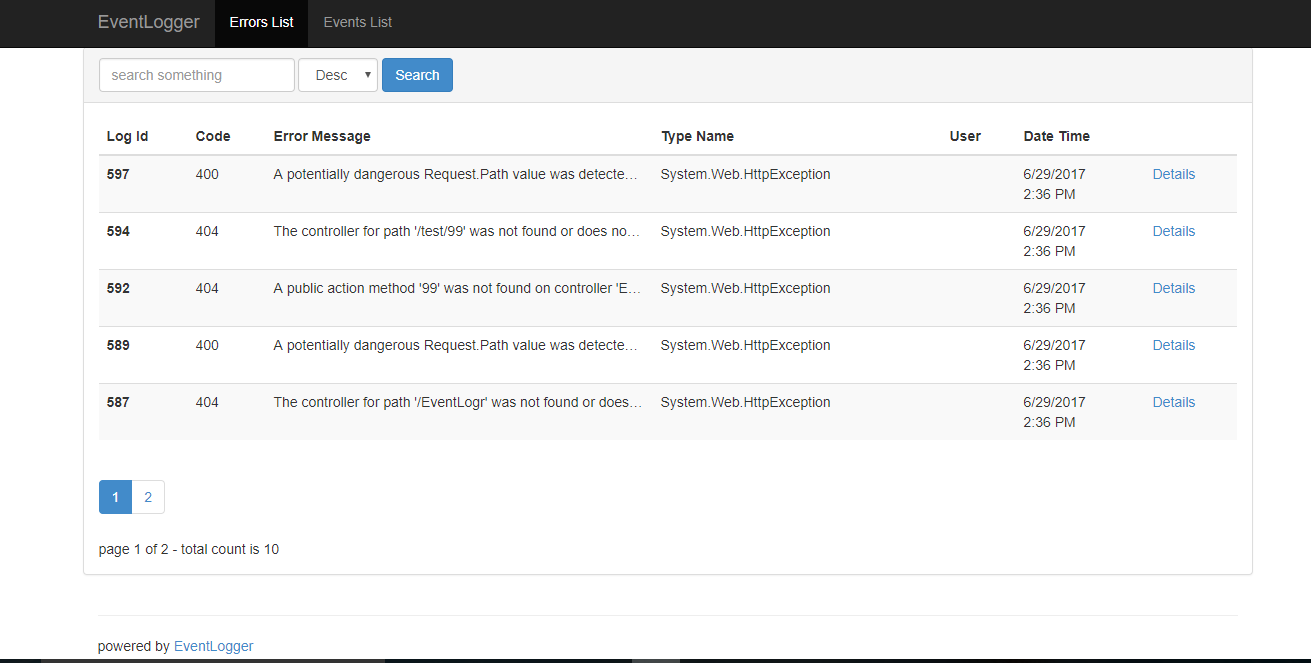 EventLogger Errors List Events List
search something Desc Search
Log Id Code Error Message Type Name User Date Time
597 400 A potentially dangerous Request.Path value was detecte... System.Web.HttpException 6/29/2017 Details
2:36 PM
594 404 The controller for path '/test/99' was not found or does no... System.Web.HttpException 6/29/2017 Details
2:36 PM
592 404 A public action method '99' was not found on controller 'E... System.Web.HttpException 6/29/2017 Details
2:36 PM
589 400 A potentially dangerous Request.Path value was detecte... System.Web.HttpException 6/29/2017 Details
2:36 PM
587 404 The controller for path '/EventLogr' was not found or does... System.Web.HttpException 6/29/2017 Details
2:36 PM
1 2
page 1 of 2 - total count is 10
powered by EventLogger